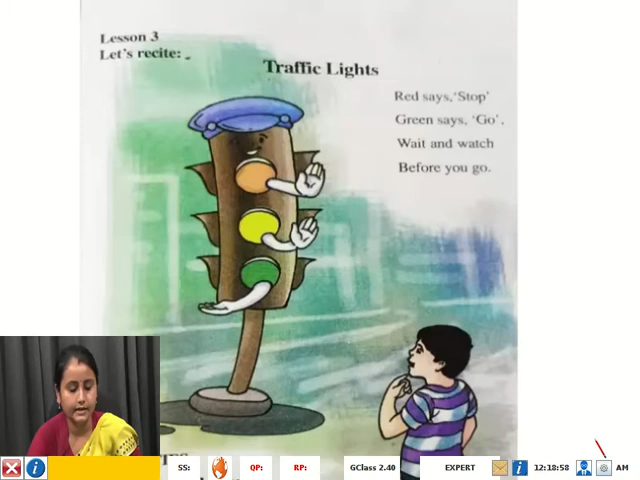 Lesson 3
Let's recite:
Traffic Lights
Red says, 'Stop'
Green says, 'Go',
Wait and watch
Before you go.
SS: QP: RP: GClass 2.40 EXPERT 12:18:58 AM